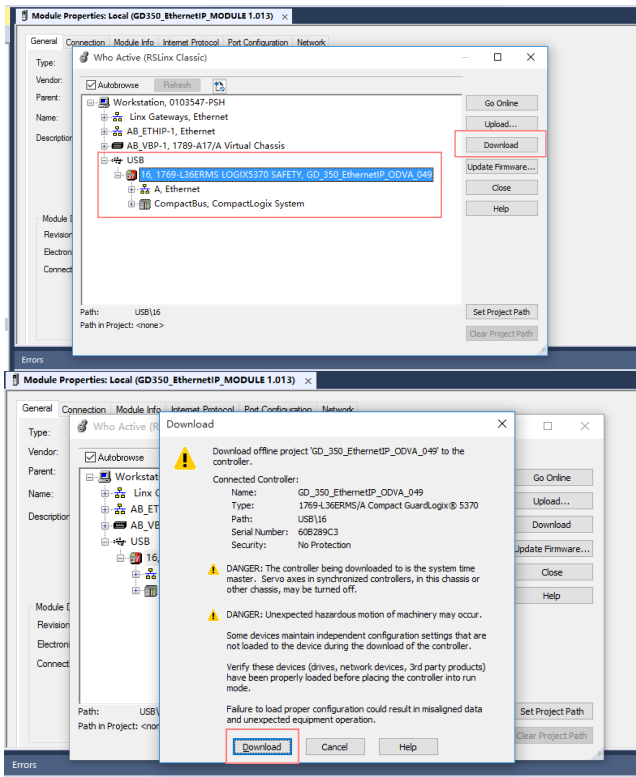 Module Properties: Local (GD350_EthernetIP_MODULE 1.013) ×
General Connection Module Info Internet Protocol Port Configuration Network
Type:
Vendor:
Parent:
Name:
Description
Module D
Revision
Electron
Connect
Who Active (RSLinx Classic)
Autobrowse Refresh
Workstation, 0103547-PSH
Linx Gateways, Ethernet
AB_ETHIP-1, Ethernet
AB_VBP-1, 1789-A17/A Virtual Chassis
USB
16, 1769-L36ERMS LOGIX5370 SAFETY, GD_350_EthernetIP_ODVA_049
A, Ethernet
CompactBus, CompactLogix System
Go Online
Upload...
Download
Update Firmware...
Close
Help
Path: USB\16
Path in Project: <none>
Set Project Path
Clear Project Path
Errors
Module Properties: Local (GD350_EthernetIP_MODULE 1.013) ×
General Connection Module Info Internet Protocol Port Configuration Network
Type:
Vendor:
Parent:
Name:
Description
Module D
Revision
Electroni
Connect
Who Active (R
Autobrowse
Workstat
Linx G
AB_ET
AB_VB
USB
16,
Path: USB\
Path in Project: <nor
Download
Download offline project 'GD_350_EthernetIP_ODVA_049' to the
controller.
Connected Controller:
Name: GD_350_EthernetIP_ODVA_049
Type: 1769-L36ERMS/A Compact GuardLogix® 5370
Path: USB\16
Serial Number: 60B289C3
Security: No Protection
DANGER: The controller being downloaded to is the system time
master. Servo axes in synchronized controllers, in this chassis or
other chassis, may be turned off.
DANGER: Unexpected hazardous motion of machinery may occur.
Some devices maintain independent configuration settings that are
not loaded to the device during the download of the controller.
Verify these devices (drives, network devices, 3rd party products)
have been properly loaded before placing the controller into run
mode.
Failure to load proper configuration could result in misaligned data
and unexpected equipment operation.
Download Cancel Help
Go Online
Upload...
Download
Update Firmware...
Close
Help
Set Project Path
Clear Project Path
Errors